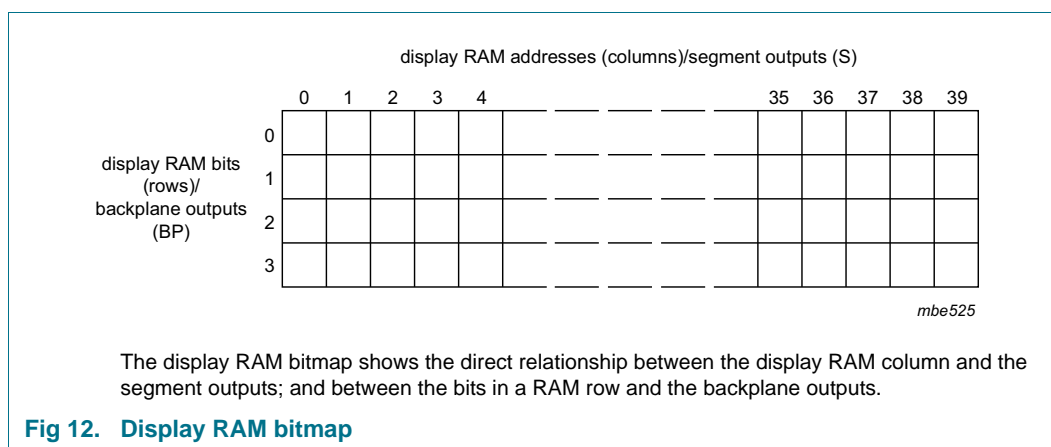 display RAM addresses (columns)/segment outputs (S)
0 1 2 3 4 35 36 37 38 39
0
display RAM bits
(rows)/
backplane outputs
(BP)
1
2
3
mbe525
The display RAM bitmap shows the direct relationship between the display RAM column and the
segment outputs; and between the bits in a RAM row and the backplane outputs.
Fig 12. Display RAM bitmap